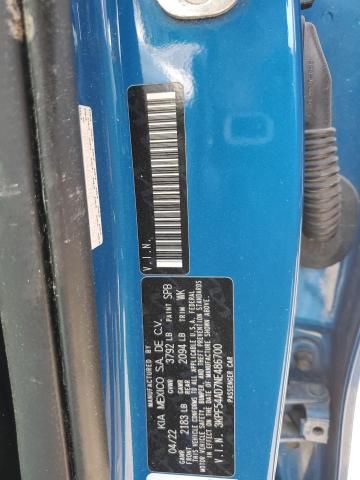 V.I.N.
MANUFACTURED BY
KIA MEXICO S.A. DE C.V.
04/22 GVWR 3792 LB PAINT SPB
GAWR FRONT 2183 LB GAWR REAR 2094 LB TRIM WK
THIS VEHICLE CONFORMS TO ALL APPLICABLE U.S. FEDERAL MOTOR
VEHICLE SAFETY, BUMPER, AND THEFT PREVENTION STANDARDS
IN EFFECT ON THE DATE OF MANUFACTURE SHOWN ABOVE.
V.I.N. : 3KPF54AD7NE486700
PASSENGER CAR